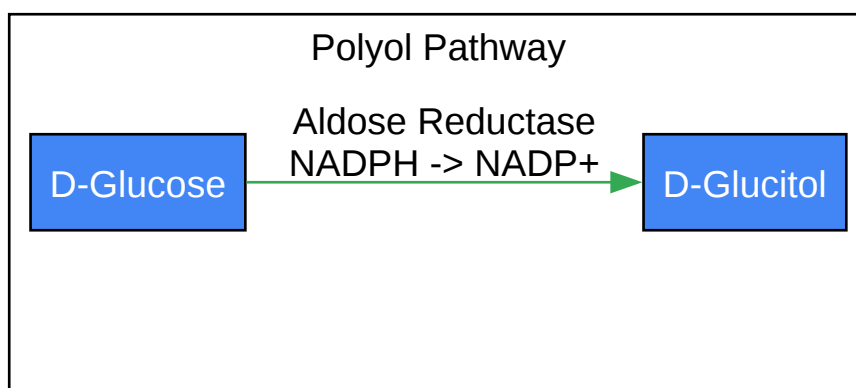 Polyol Pathway
Aldose Reductase
NADPH -> NADP+
D-Glucose
D-Glucitol